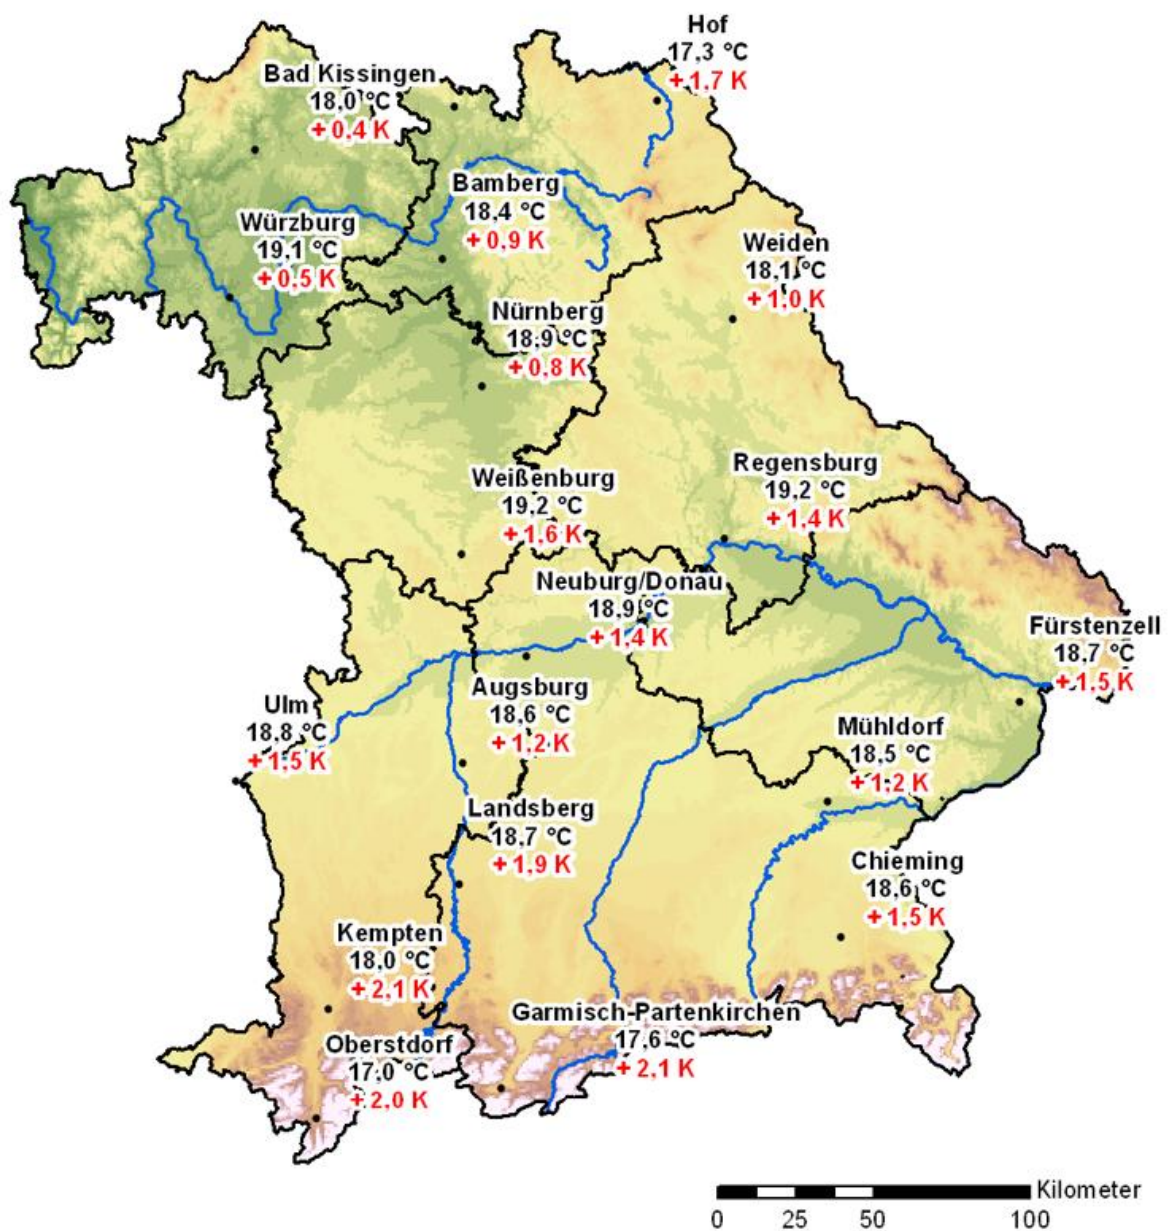 Hof
17,3 °C
+ 1,7 K
Bad Kissingen
18,0 °C
+ 0,4 K
Bamberg
18,4 °C
+ 0,9 K
Würzburg
19,1 °C
+ 0,5 K
Weiden
18,1 °C
+ 1,0 K
Nürnberg
18,9 °C
+ 0,8 K
Regensburg
19,2 °C
+ 1,4 K
Weißenburg
19,2 °C
+ 1,6 K
Neuburg/Donau
18,9 °C
+ 1,4 K
Fürstenzell
18,7 °C
+ 1,5 K
Augsburg
18,6 °C
+ 1,2 K
Ulm
18,8 °C
+ 1,5 K
Mühldorf
18,5 °C
+ 1,2 K
Landsberg
18,7 °C
+ 1,9 K
Chieming
18,6 °C
+ 1,5 K
Kempten
18,0 °C
+ 2,1 K
Garmisch-Partenkirchen
17,6 °C
+ 2,1 K
Oberstdorf
17,0 °C
+ 2,0 K
Kilometer
0 25 50 100